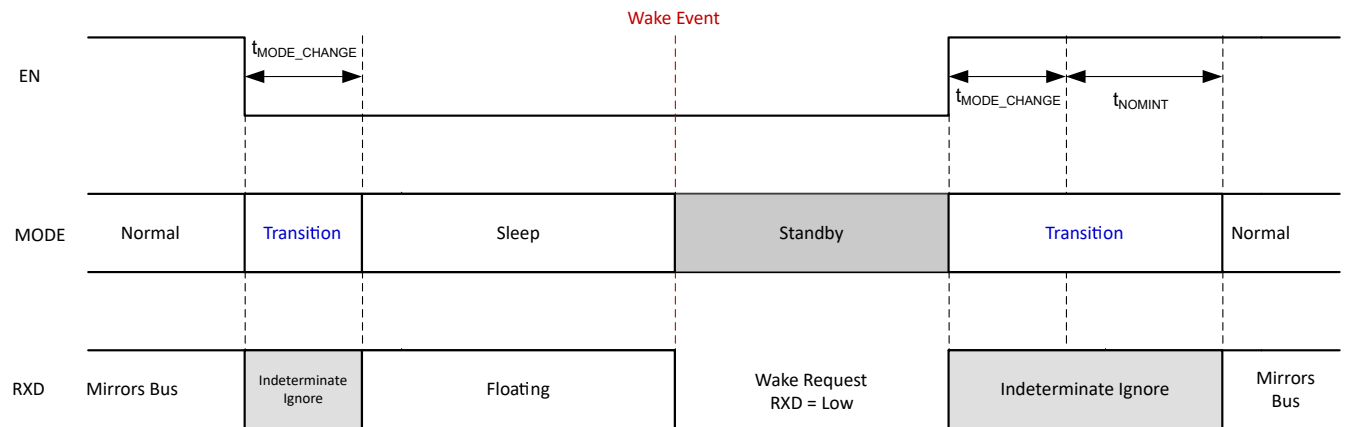 Wake Event
EN
tMODE_CHANGE
tMODE_CHANGE
tNOMINT
MODE
Normal
Transition
Sleep
Standby
Transition
Normal
RXD
Mirrors Bus
Indeterminate
Ignore
Floating
Wake Request
RXD = Low
Indeterminate Ignore
Mirrors
Bus